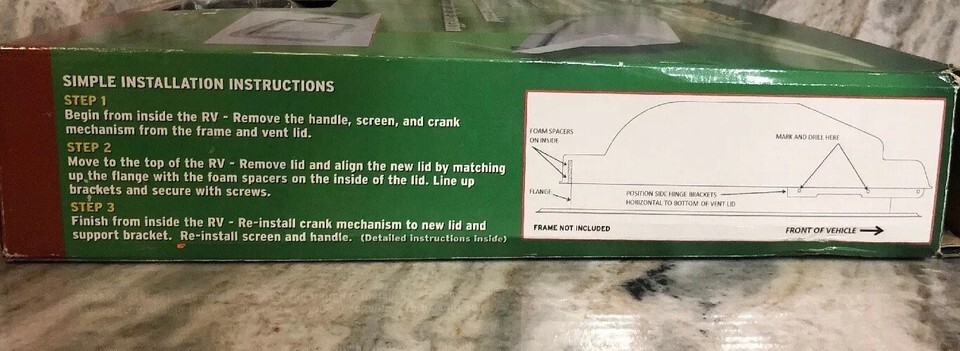 SIMPLE INSTALLATION INSTRUCTIONS
STEP 1
Begin from inside the RV - Remove the handle, screen, and crank
mechanism from the frame and vent lid.
STEP 2
Move to the top of the RV - Remove lid and align the new lid by matching
up the flange with the foam spacers on the inside of the lid. Line up
brackets and secure with screws.
STEP 3
Finish from inside the RV - Re-install crank mechanism to new lid and
support bracket. Re-install screen and handle. (Detailed instructions inside)
FOAM SPACERS
ON INSIDE
MARK AND DRILL HERE
FLANGE
POSITION SIDE HINGE BRACKETS
HORIZONTAL TO BOTTOM OF VENT LID
FRAME NOT INCLUDED
FRONT OF VEHICLE